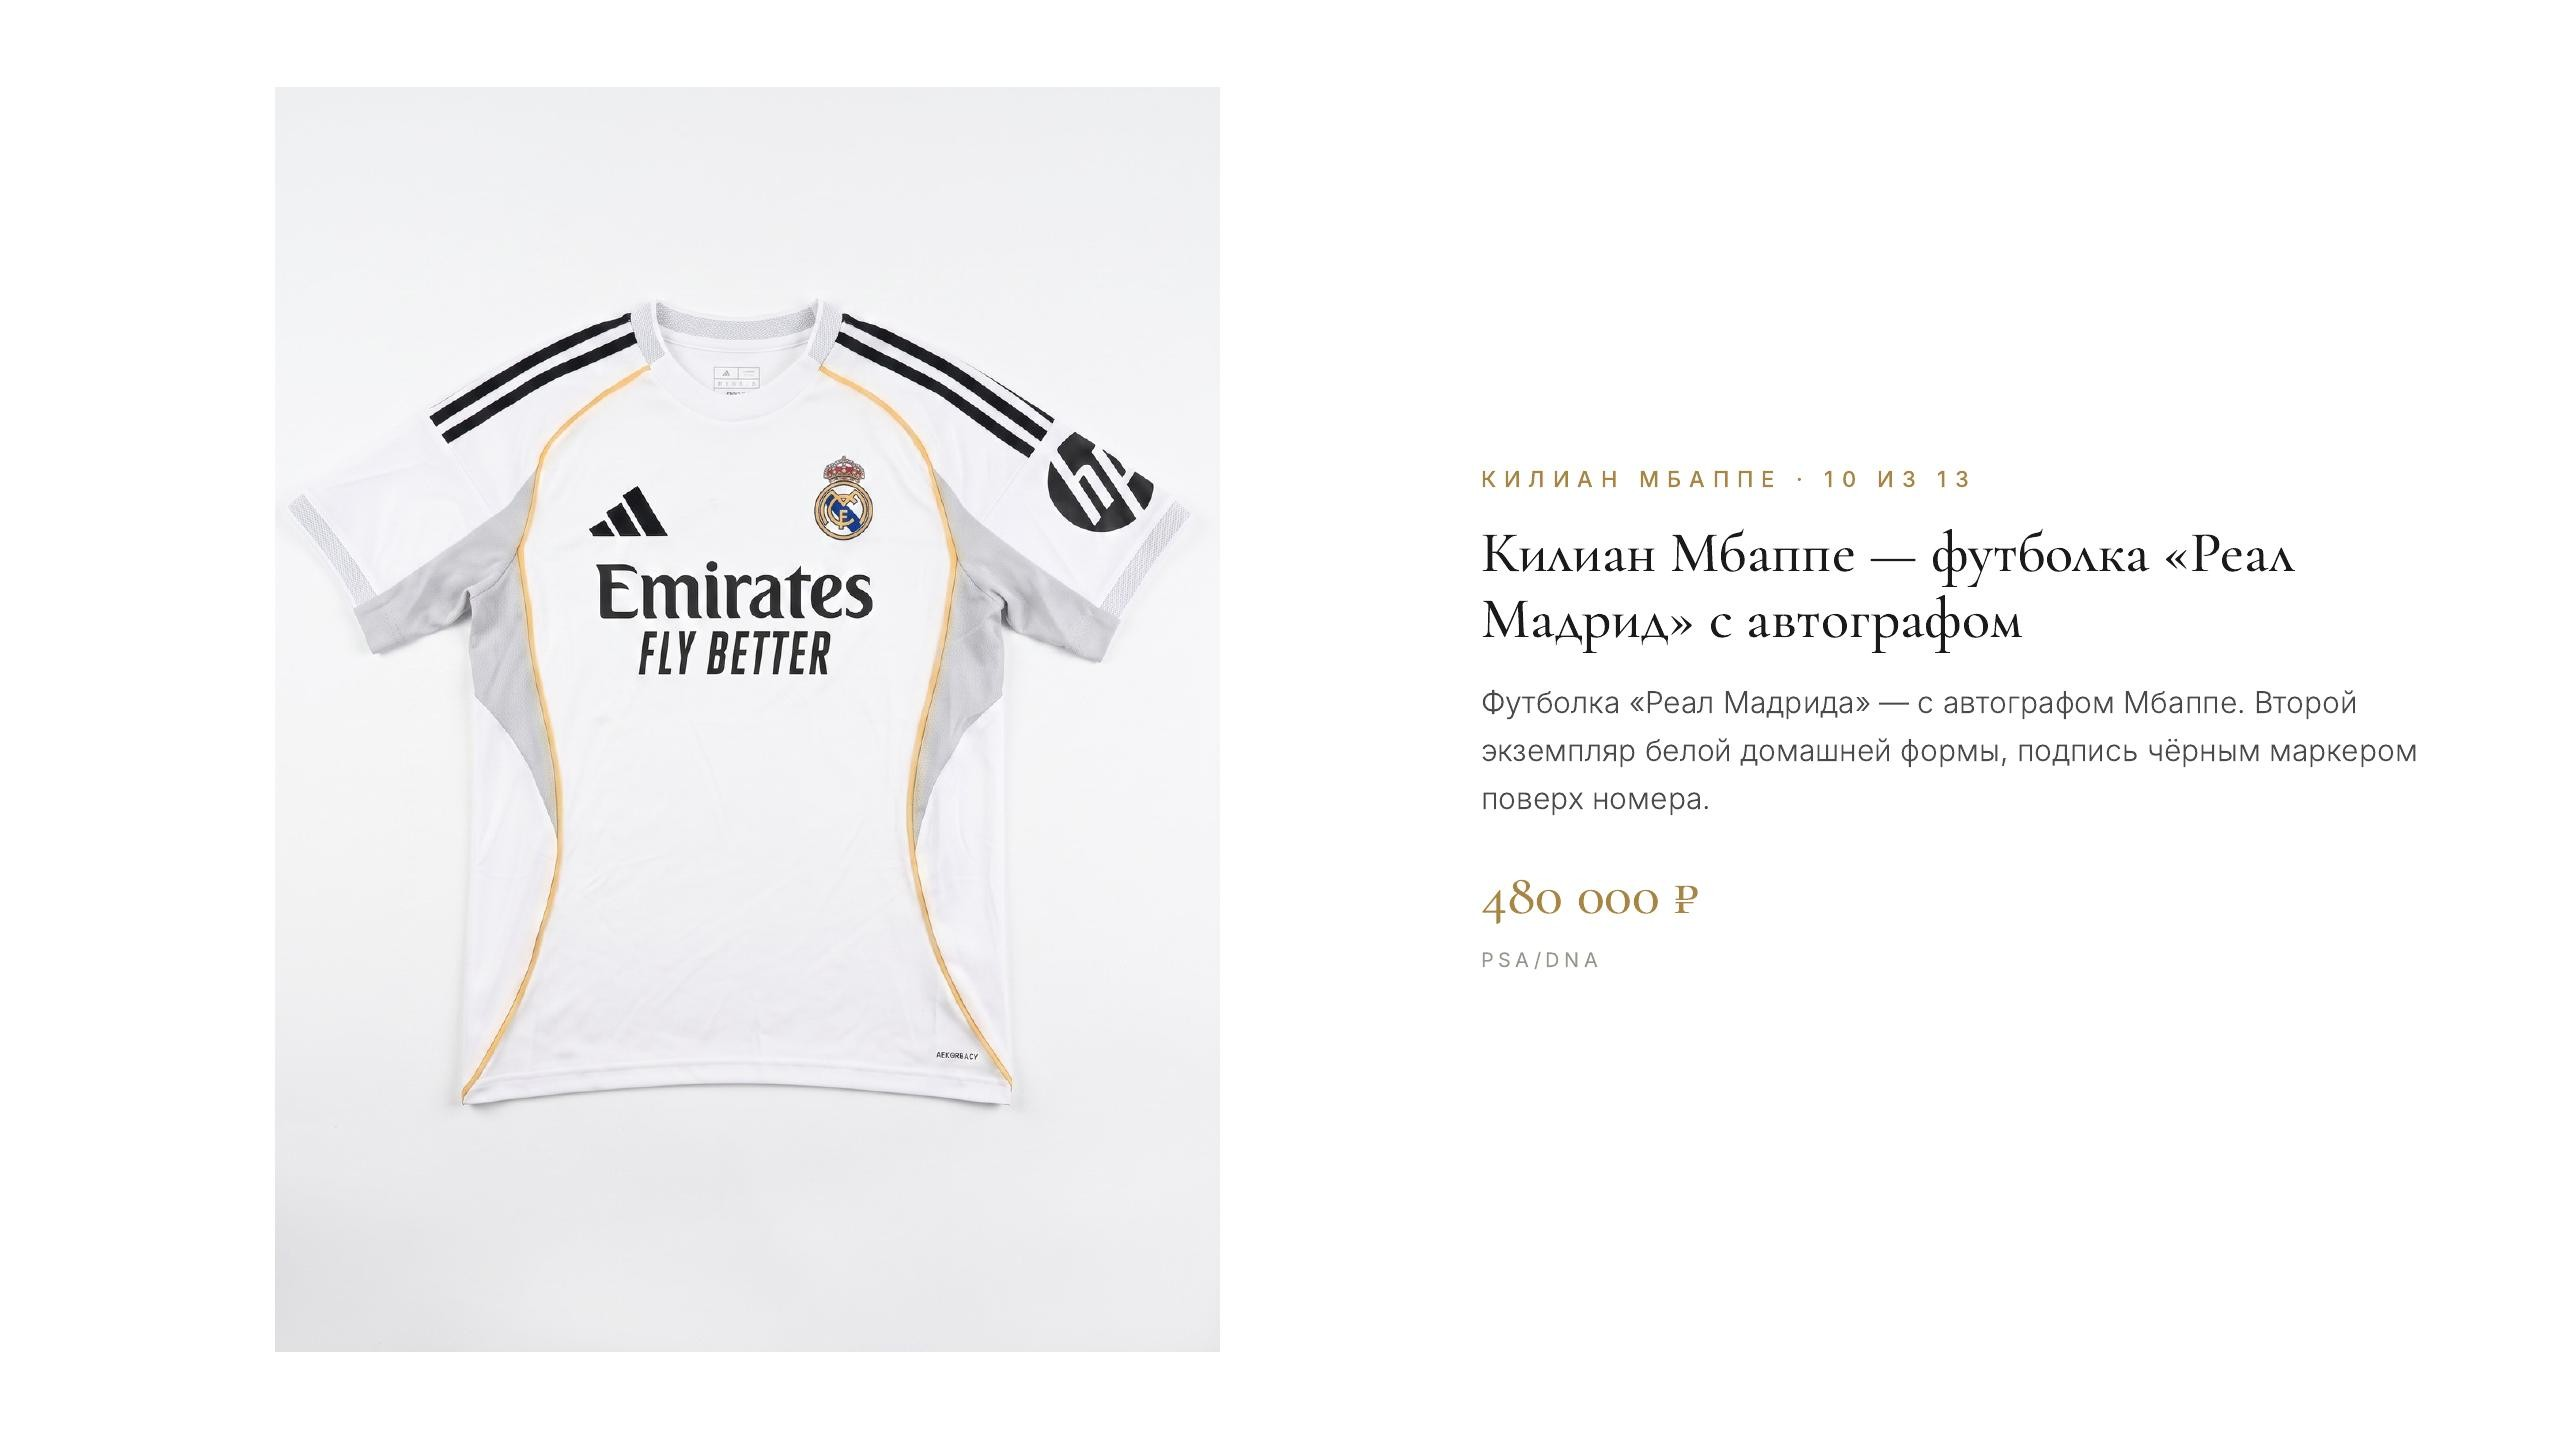 Emirates
FLY BETTER
hp
КИЛИАН МБАППЕ · 10 ИЗ 13
Килиан Мбаппе — футболка «Реал
Мадрид» с автографом
Футболка «Реал Мадрида» — с автографом Мбаппе. Второй
экземпляр белой домашней формы, подпись чёрным маркером
поверх номера.
480 000 ₽
PSA/DNA